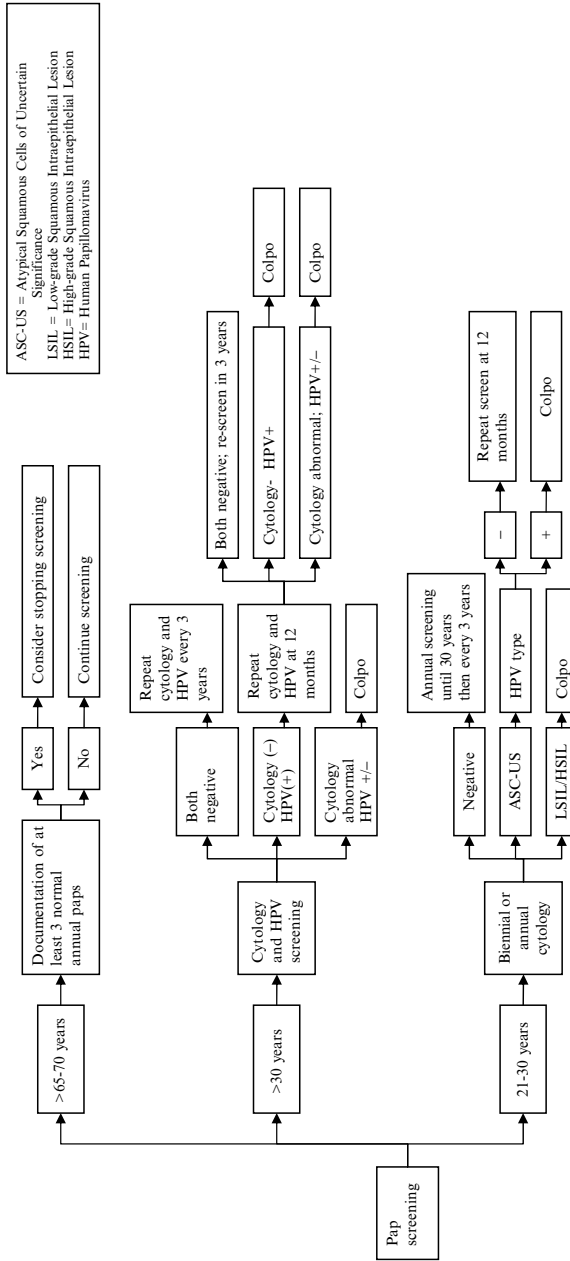 Pap
screening
>65-70 years
Documentation of at
least 3 normal
annual paps
Yes
Consider stopping screening
No
Continue screening
>30 years
Cytology
and HPV
screening
Both
negative
Repeat
cytology and
HPV every 3
years
Cytology (–)
HPV(+)
Repeat
cytology and
HPV at 12
months
Both negative; re-screen in 3 years
Cytology- HPV+
Colpo
Cytology abnormal; HPV+/–
Colpo
Cytology
abnormal
HPV +/–
Colpo
21-30 years
Biennial or
annual
cytology
Negative
Annual screening
until 30 years
then every 3 years
ASC-US
HPV type
–
Repeat screen at 12
months
+
Colpo
LSIL/HSIL
Colpo
ASC-US = Atypical Squamous Cells of Uncertain
Significance
LSIL = Low-grade Squamous Intraepithelial Lesion
HSIL= High-grade Squamous Intraepithelial Lesion
HPV= Human Papillomavirus